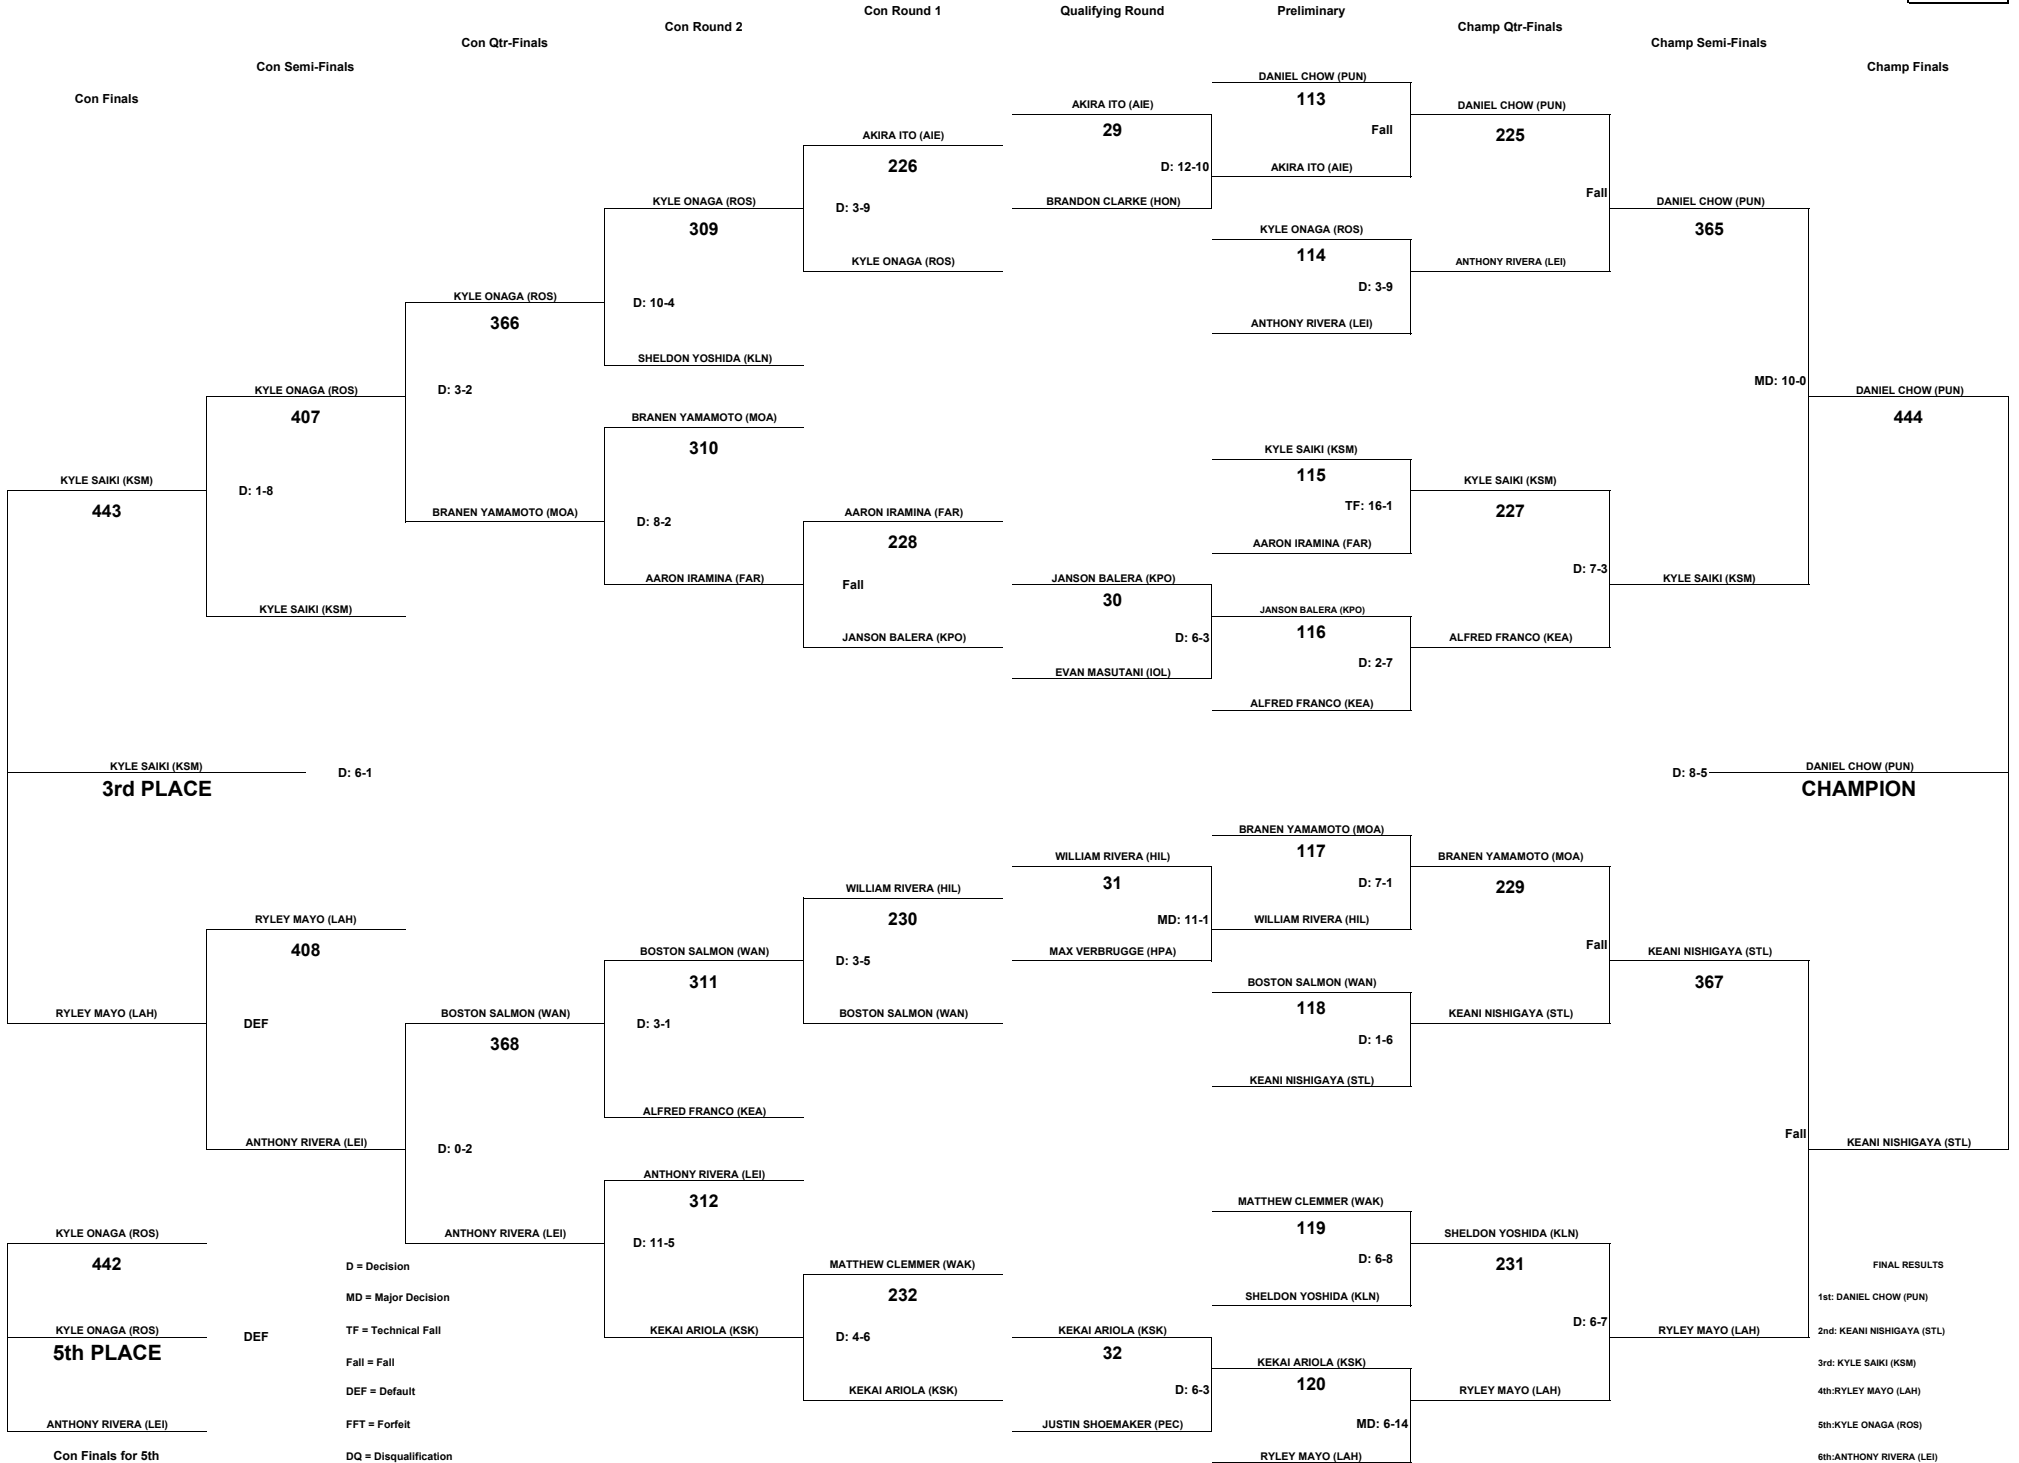 Con Round 1
Qualifying Round
Preliminary
Con Round 2
Champ Qtr-Finals
Con Qtr-Finals
Champ Semi-Finals
Con Semi-Finals
Champ Finals
Con Finals
DANIEL CHOW (PUN)
113
AKIRA ITO (AIE)
DANIEL CHOW (PUN)
29
Fall
225
AKIRA ITO (AIE)
226
D: 12-10
AKIRA ITO (AIE)
Fall
KYLE ONAGA (ROS)
D: 3-9
BRANDON CLARKE (HON)
DANIEL CHOW (PUN)
309
KYLE ONAGA (ROS)
365
114
KYLE ONAGA (ROS)
ANTHONY RIVERA (LEI)
D: 3-9
KYLE ONAGA (ROS)
D: 10-4
366
ANTHONY RIVERA (LEI)
SHELDON YOSHIDA (KLN)
MD: 10-0
KYLE ONAGA (ROS)
D: 3-2
DANIEL CHOW (PUN)
407
BRANEN YAMAMOTO (MOA)
444
310
KYLE SAIKI (KSM)
115
KYLE SAIKI (KSM)
D: 1-8
KYLE SAIKI (KSM)
443
BRANEN YAMAMOTO (MOA)
D: 8-2
AARON IRAMINA (FAR)
TF: 16-1
227
228
AARON IRAMINA (FAR)
D: 7-3
AARON IRAMINA (FAR)
Fall
JANSON BALERA (KPO)
KYLE SAIKI (KSM)
30
KYLE SAIKI (KSM)
JANSON BALERA (KPO)
116
JANSON BALERA (KPO)
D: 6-3
ALFRED FRANCO (KEA)
D: 2-7
EVAN MASUTANI (IOL)
ALFRED FRANCO (KEA)
KYLE SAIKI (KSM)
D: 6-1
D: 8-5
DANIEL CHOW (PUN)
3rd PLACE
CHAMPION
BRANEN YAMAMOTO (MOA)
117
WILLIAM RIVERA (HIL)
BRANEN YAMAMOTO (MOA)
31
D: 7-1
229
WILLIAM RIVERA (HIL)
RYLEY MAYO (LAH)
230
MD: 11-1
WILLIAM RIVERA (HIL)
Fall
408
BOSTON SALMON (WAN)
D: 3-5
MAX VERBRUGGE (HPA)
KEANI NISHIGAYA (STL)
311
BOSTON SALMON (WAN)
367
118
RYLEY MAYO (LAH)
DEF
BOSTON SALMON (WAN)
D: 3-1
BOSTON SALMON (WAN)
KEANI NISHIGAYA (STL)
368
D: 1-6
KEANI NISHIGAYA (STL)
ALFRED FRANCO (KEA)
Fall
ANTHONY RIVERA (LEI)
D: 0-2
KEANI NISHIGAYA (STL)
ANTHONY RIVERA (LEI)
312
MATTHEW CLEMMER (WAK)
119
KYLE ONAGA (ROS)
ANTHONY RIVERA (LEI)
D: 11-5
SHELDON YOSHIDA (KLN)
442
D = Decision
MATTHEW CLEMMER (WAK)
D: 6-8
231
FINAL RESULTS
MD = Major Decision
232
SHELDON YOSHIDA (KLN)
1st: DANIEL CHOW (PUN)
D: 6-7
KYLE ONAGA (ROS)
DEF
TF = Technical Fall
KEKAI ARIOLA (KSK)
D: 4-6
KEKAI ARIOLA (KSK)
RYLEY MAYO (LAH)
2nd: KEANI NISHIGAYA (STL)
5th PLACE
32
Fall = Fall
KEKAI ARIOLA (KSK)
3rd: KYLE SAIKI (KSM)
120
DEF = Default
KEKAI ARIOLA (KSK)
D: 6-3
RYLEY MAYO (LAH)
4th:RYLEY MAYO (LAH)
ANTHONY RIVERA (LEI)
FFT = Forfeit
JUSTIN SHOEMAKER (PEC)
MD: 6-14
5th:KYLE ONAGA (ROS)
Con Finals for 5th
DQ = Disqualification
RYLEY MAYO (LAH)
6th:ANTHONY RIVERA (LEI)